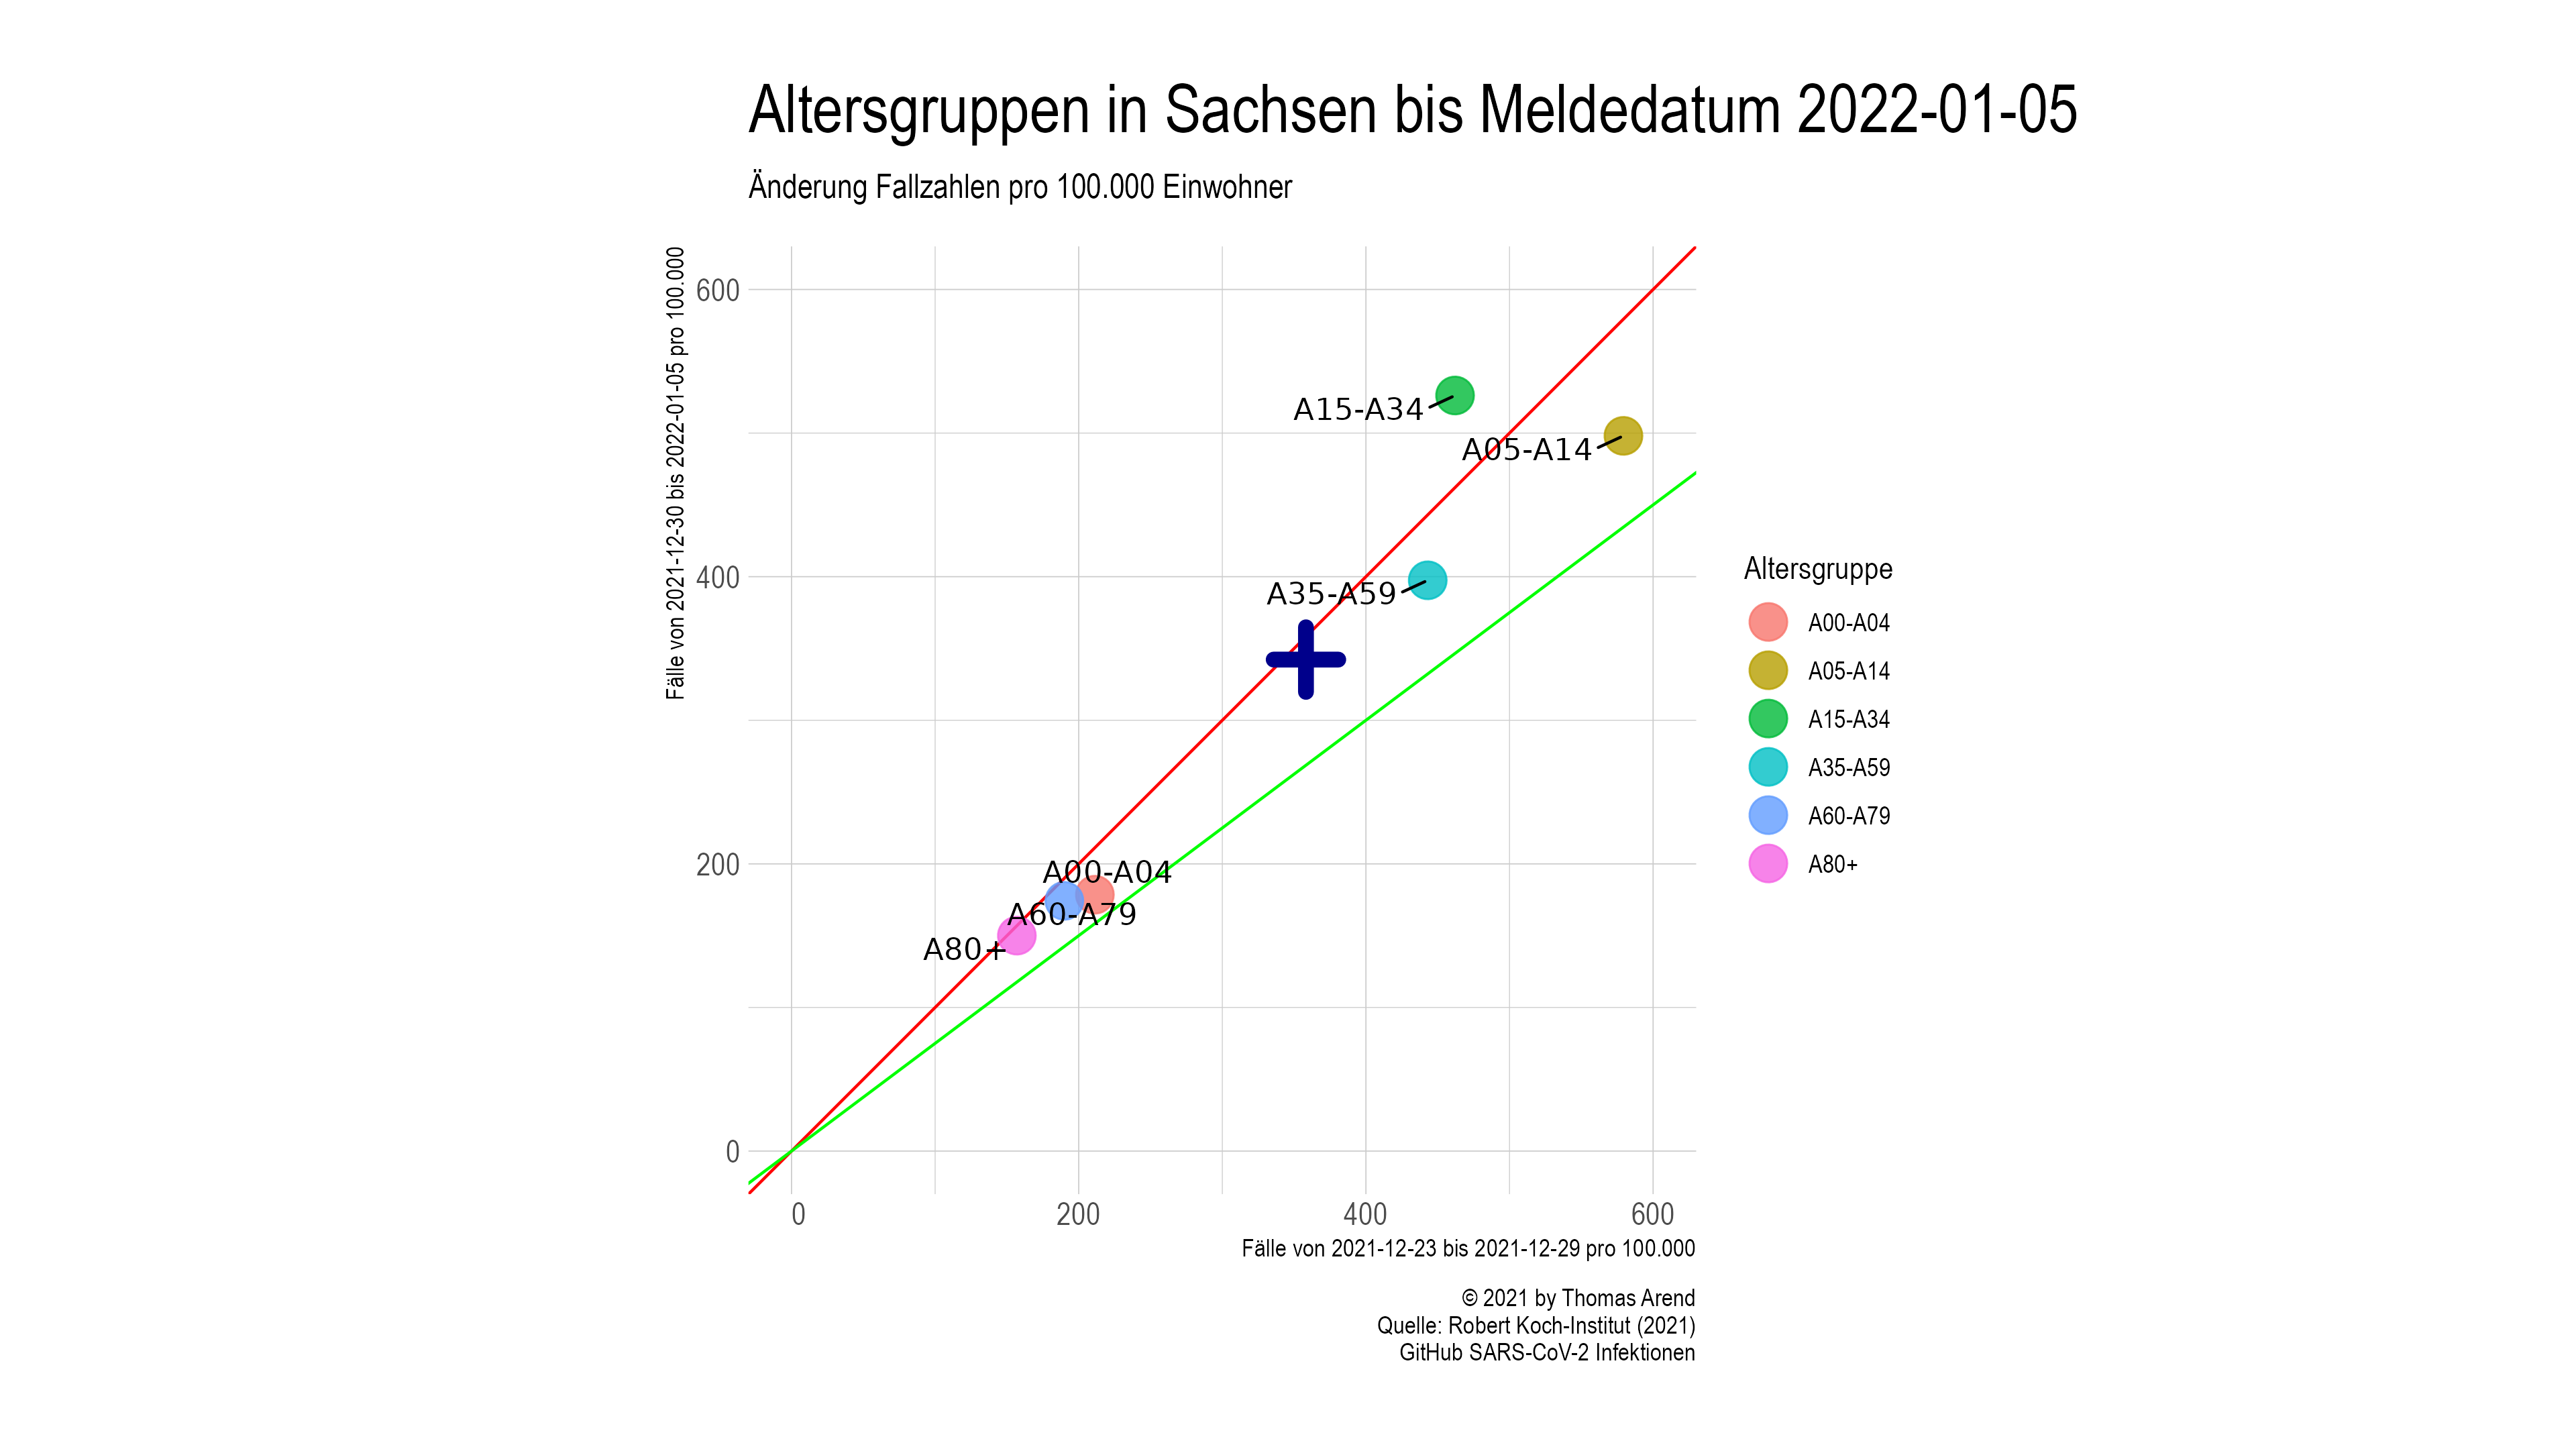 Altersgruppen in Sachsen bis Meldedatum 2022-01-05
Änderung Fallzahlen pro 100.000 Einwohner
Fälle von 2021-12-30 bis 2022-01-05 pro 100.000
600
400
200
0
A15-A34
A05-A14
A35-A59
A00-A04
A60-A79
A80+
0
200
400
600
Fälle von 2021-12-23 bis 2021-12-29 pro 100.000
Altersgruppe
A00-A04
A05-A14
A15-A34
A35-A59
A60-A79
A80+
© 2021 by Thomas Arend
Quelle: Robert Koch-Institut (2021)
GitHub SARS-CoV-2 Infektionen